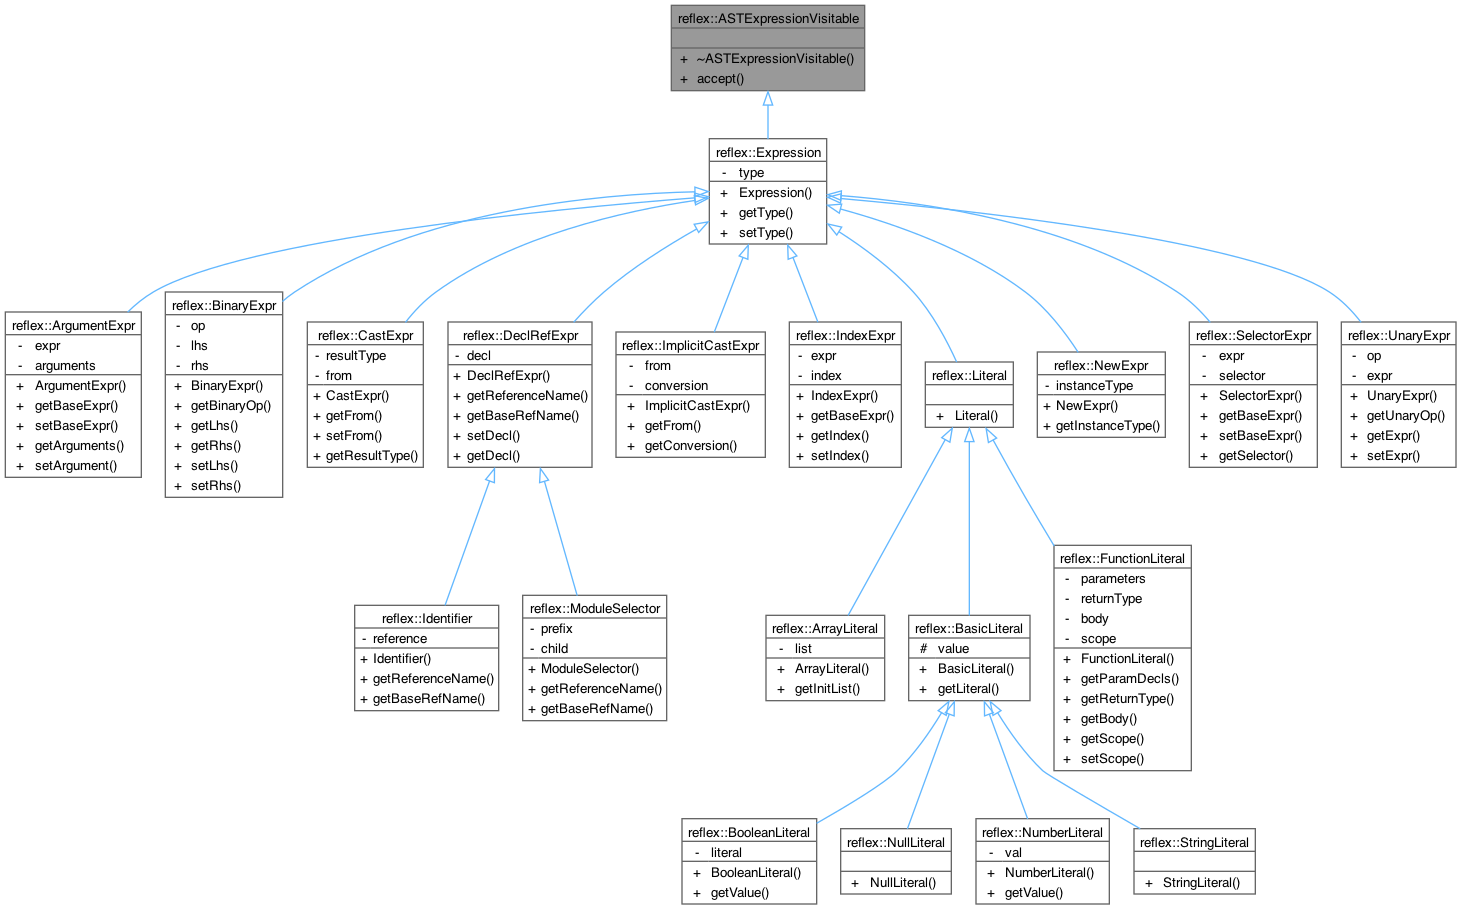 reflex::ASTExpressionVisitable
+ ~ASTExpressionVisitable()
+ accept()
reflex::Expression
- type
+ Expression()
+ getType()
+ setType()
reflex::ArgumentExpr
- expr
- arguments
+ ArgumentExpr()
+ getBaseExpr()
+ setBaseExpr()
+ getArguments()
+ setArgument()
reflex::BinaryExpr
- op
- lhs
- rhs
+ BinaryExpr()
+ getBinaryOp()
+ getLhs()
+ getRhs()
+ setLhs()
+ setRhs()
reflex::CastExpr
- resultType
- from
+ CastExpr()
+ getFrom()
+ setFrom()
+ getResultType()
reflex::DeclRefExpr
- decl
+ DeclRefExpr()
+ getReferenceName()
+ getBaseRefName()
+ setDecl()
+ getDecl()
reflex::ImplicitCastExpr
- from
- conversion
+ ImplicitCastExpr()
+ getFrom()
+ getConversion()
reflex::IndexExpr
- expr
- index
+ IndexExpr()
+ getBaseExpr()
+ getIndex()
+ setIndex()
reflex::Literal
+ Literal()
reflex::NewExpr
- instanceType
+ NewExpr()
+ getInstanceType()
reflex::SelectorExpr
- expr
- selector
+ SelectorExpr()
+ getBaseExpr()
+ setBaseExpr()
+ getSelector()
reflex::UnaryExpr
- op
- expr
+ UnaryExpr()
+ getUnaryOp()
+ getExpr()
+ setExpr()
reflex::Identifier
- reference
+ Identifier()
+ getReferenceName()
+ getBaseRefName()
reflex::ModuleSelector
- prefix
- child
+ ModuleSelector()
+ getReferenceName()
+ getBaseRefName()
reflex::ArrayLiteral
- list
+ ArrayLiteral()
+ getInitList()
reflex::BasicLiteral
# value
+ BasicLiteral()
+ getLiteral()
reflex::FunctionLiteral
- parameters
- returnType
- body
- scope
+ FunctionLiteral()
+ getParamDecls()
+ getReturnType()
+ getBody()
+ getScope()
+ setScope()
reflex::BooleanLiteral
- literal
+ BooleanLiteral()
+ getValue()
reflex::NullLiteral
+ NullLiteral()
reflex::NumberLiteral
- val
+ NumberLiteral()
+ getValue()
reflex::StringLiteral
+ StringLiteral()